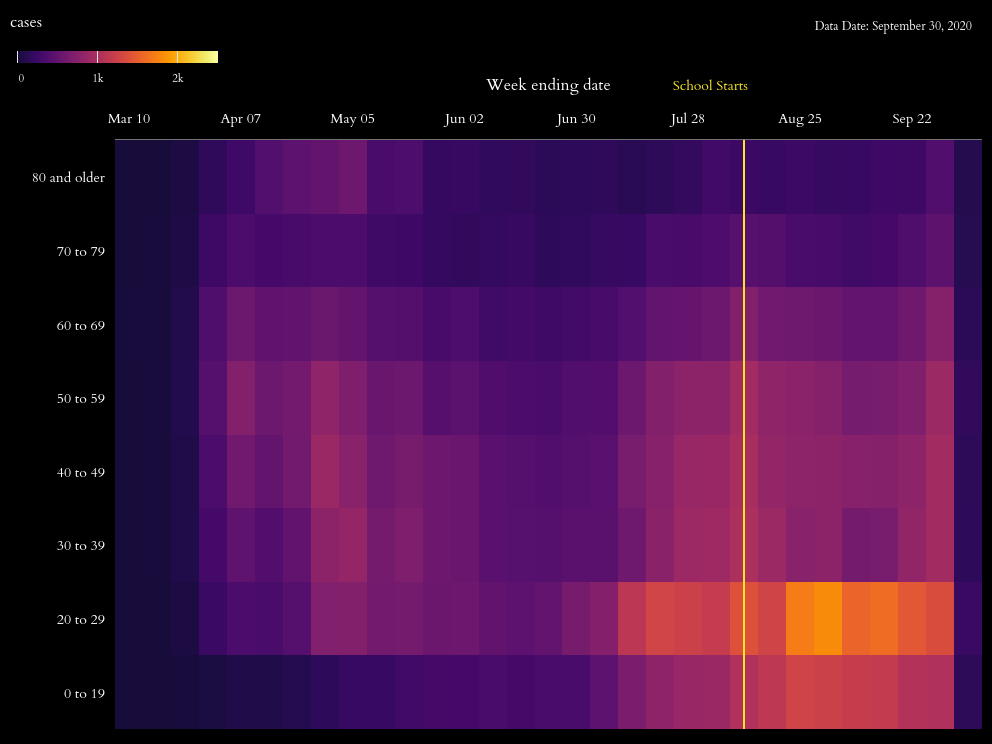 cases
Data Date: September 30, 2020
0 1k 2k
Week ending date
School Starts
Mar 10 Apr 07 May 05 Jun 02 Jun 30 Jul 28 Aug 25 Sep 22
80 and older
70 to 79
60 to 69
50 to 59
40 to 49
30 to 39
20 to 29
0 to 19